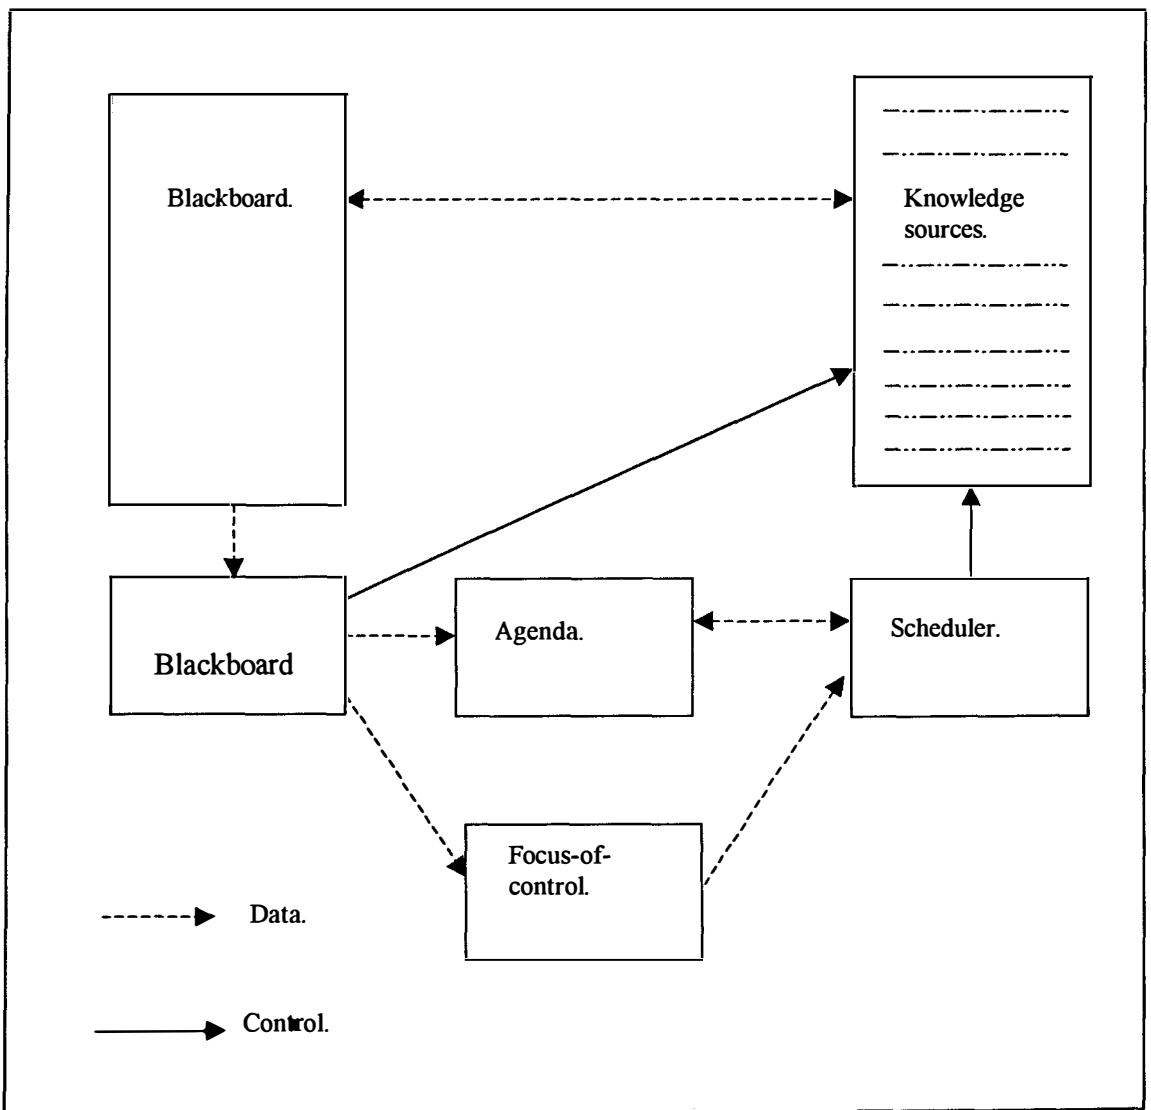 Blackboard.
Knowledge
sources.
Blackboard
Agenda.
Scheduler.
Focus-of-
control.
Data.
Control.